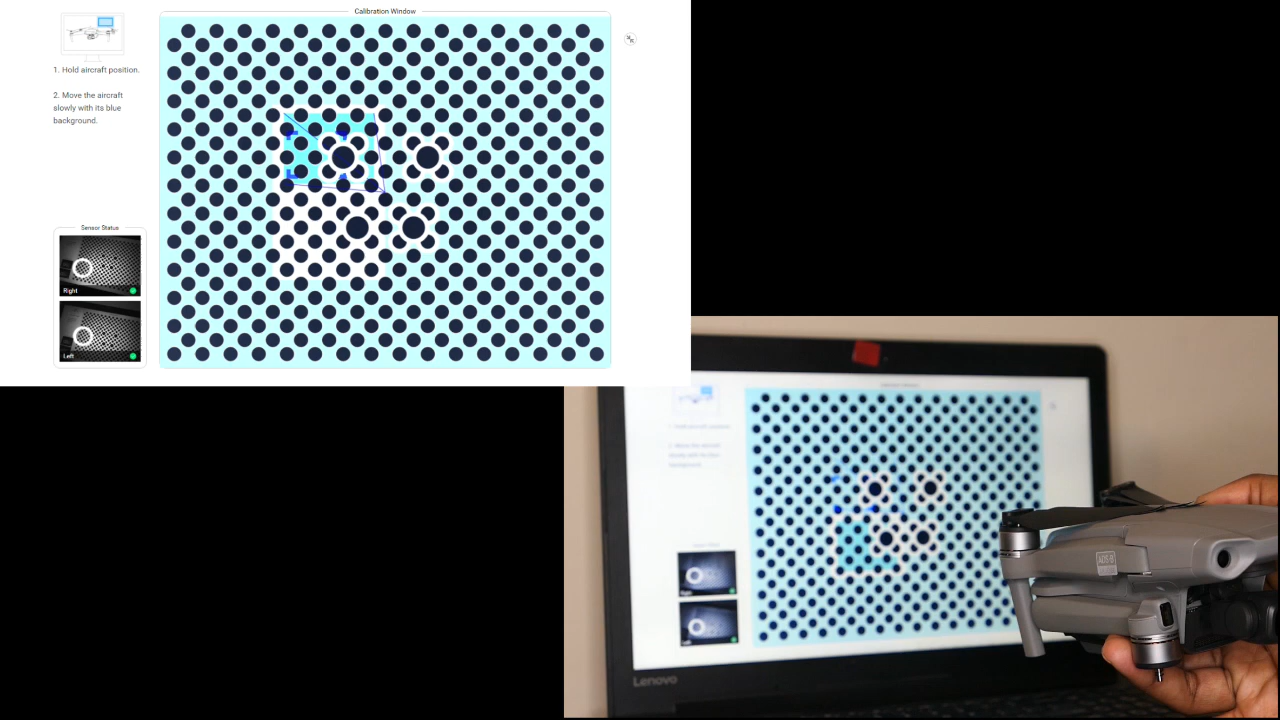 Calibration Window
1. Hold aircraft position.
2. Move the aircraft
slowly with its blue
background.
Sensor Status
Right
Left
Lenovo
ADS-B